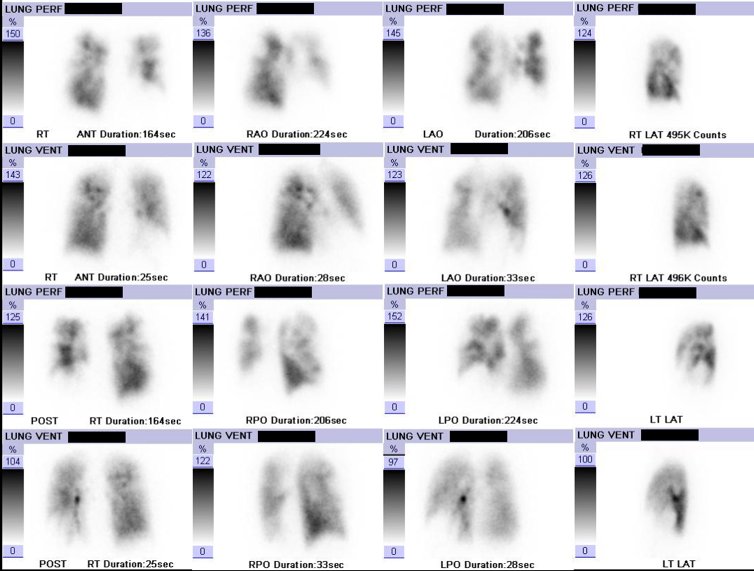 LUNG PERF
%
150
0
RT ANT Duration:164sec
LUNG PERF
%
136
0
RAO Duration:224sec
LUNG PERF
%
145
0
LAO Duration:206sec
LUNG PERF
%
124
0
RT LAT 495K Counts
LUNG VENT
%
143
0
RT ANT Duration:25sec
LUNG VENT
%
122
0
RAO Duration:28sec
LUNG VENT
%
123
0
LAO Duration:33sec
LUNG VENT
%
126
0
RT LAT 496K Counts
LUNG PERF
%
125
0
POST RT Duration:164sec
LUNG PERF
%
141
0
RPO Duration:206sec
LUNG PERF
%
152
0
LPO Duration:224sec
LUNG PERF
%
126
0
LT LAT
LUNG VENT
%
104
0
POST RT Duration:25sec
LUNG VENT
%
122
0
RPO Duration:33sec
LUNG VENT
%
97
0
LPO Duration:28sec
LUNG VENT
%
100
0
LT LAT